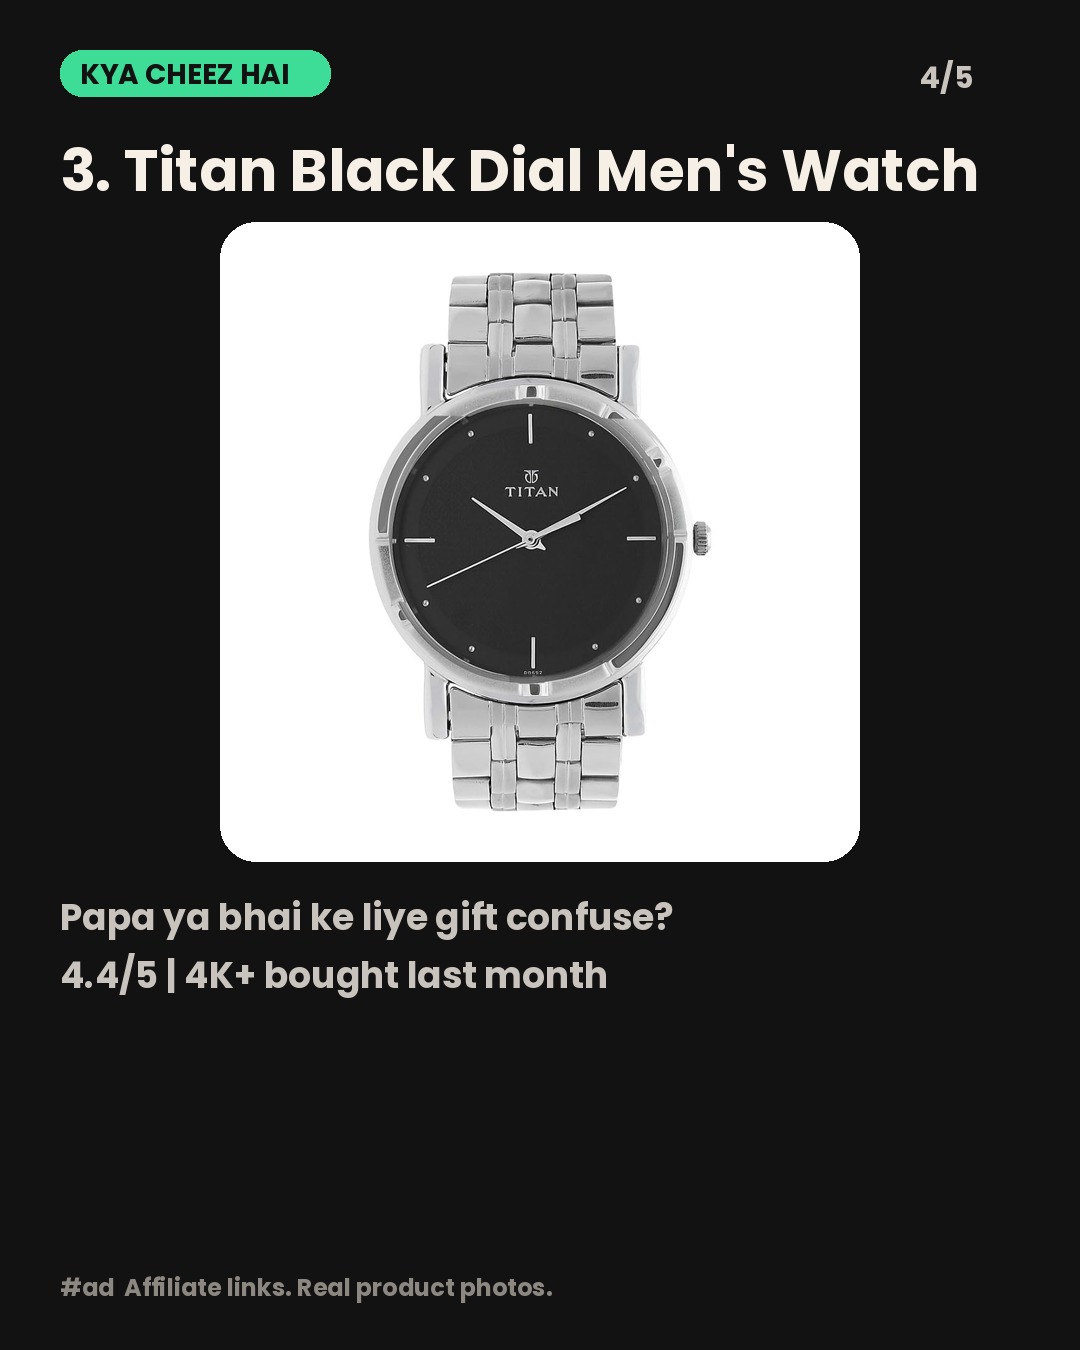 KYA CHEEZ HAI
4/5
3. Titan Black Dial Men's Watch
TITAN
Papa ya bhai ke liye gift confuse?
4.4/5 | 4K+ bought last month
#ad Affiliate links. Real product photos.